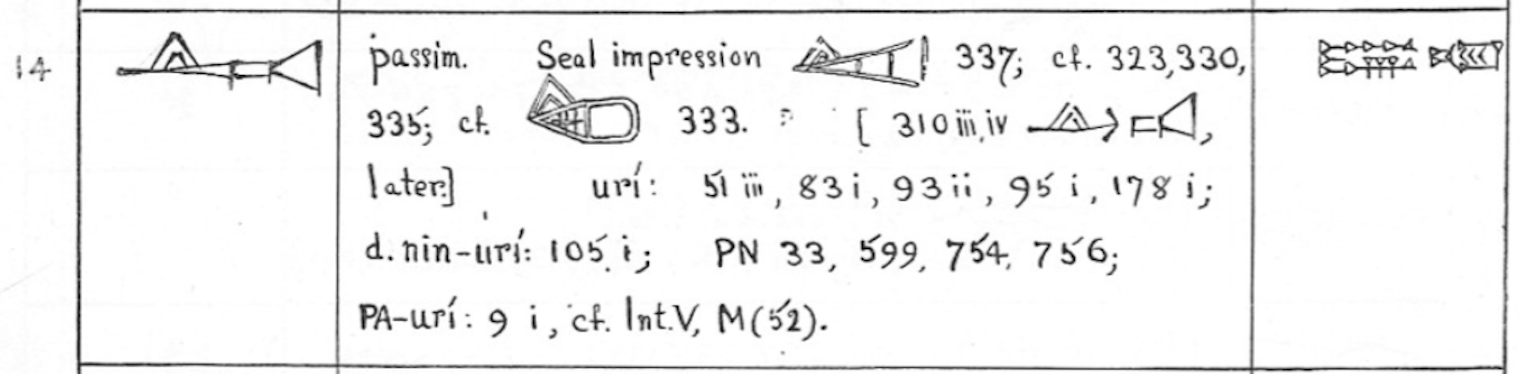 14 passim. Seal impression 337; cf. 323,330,
335; cf. 333. [ 310 iii,iv ,
later.] urí: 51 iii, 83 i, 93 ii, 95 i, 178 i;
d.nin-urí: 105 i; PN 33, 599, 754, 756;
PA-urí: 9 i, cf. Int.V, M(52).